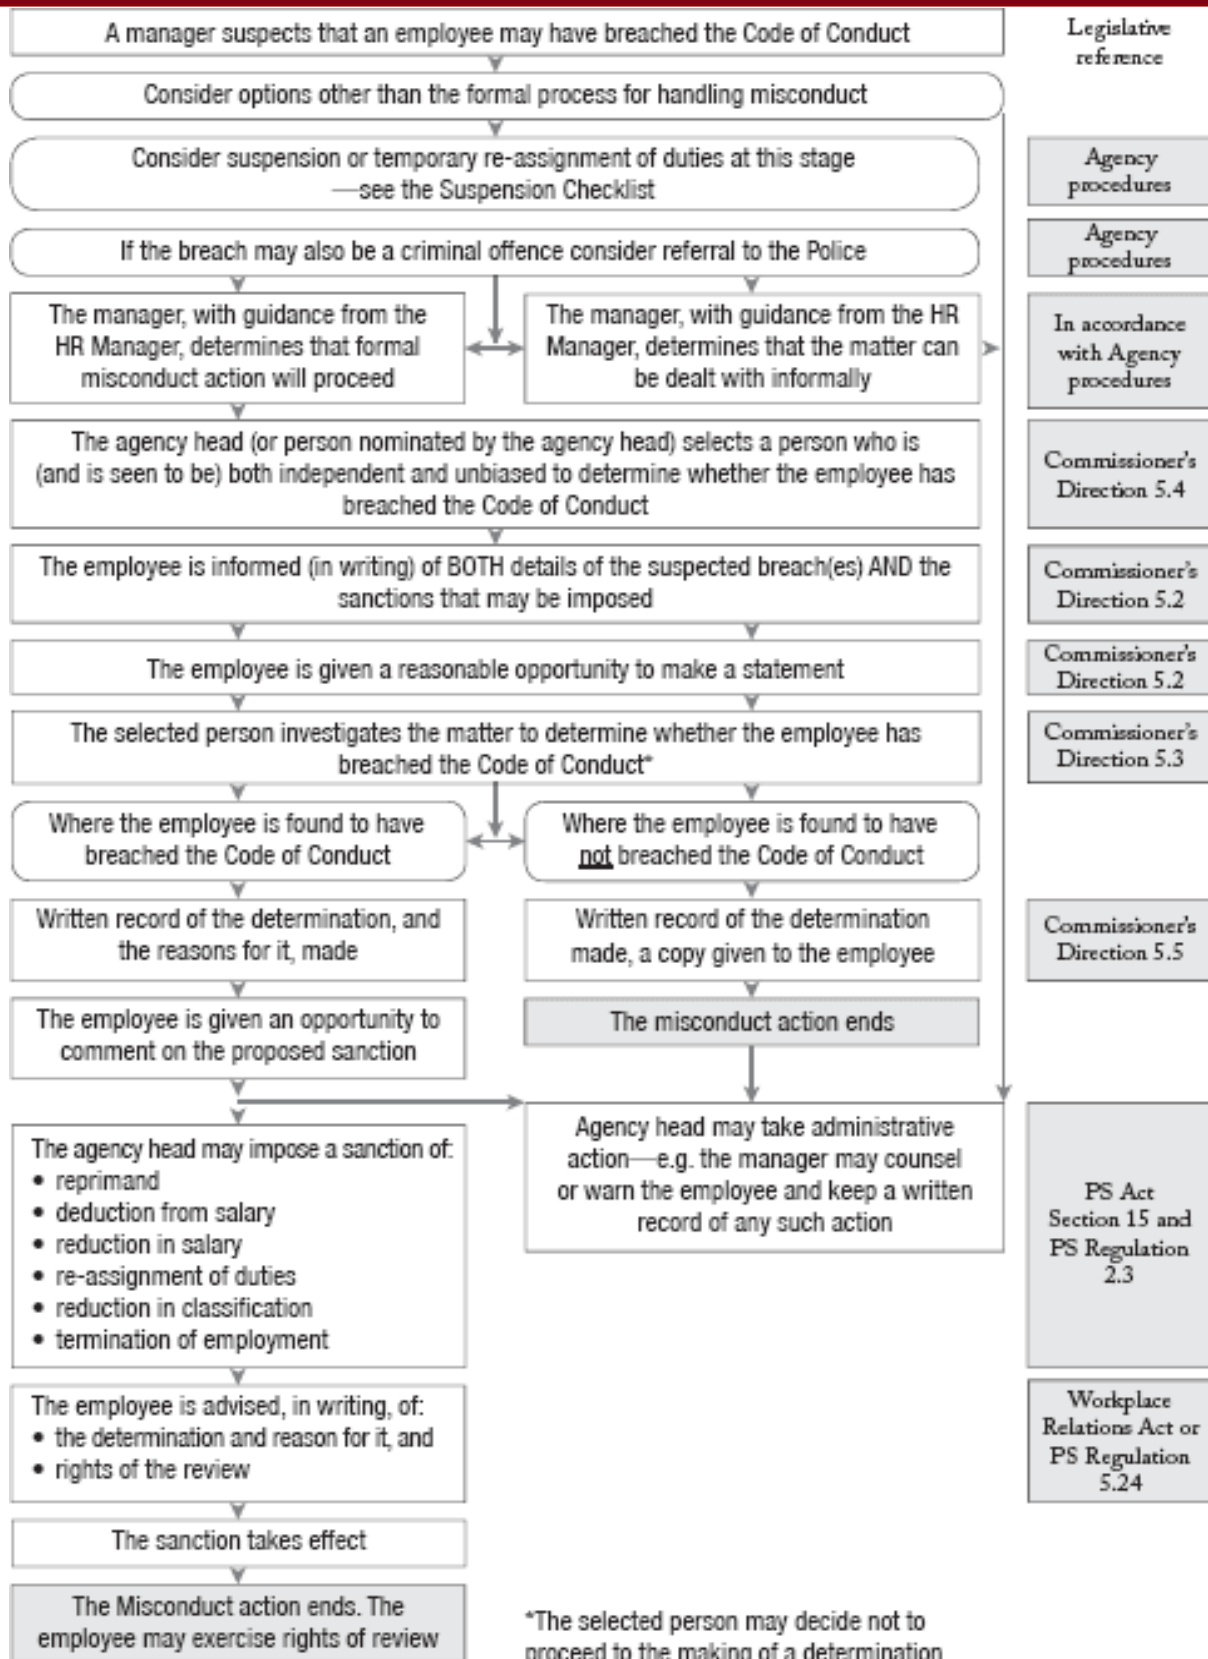 A manager suspects that an employee may have breached the Code of Conduct
Legislative
reference
Consider options other than the formal process for handling misconduct
Consider suspension or temporary re-assignment of duties at this stage
—see the Suspension Checklist
Agency
procedures
If the breach may also be a criminal offence consider referral to the Police
Agency
procedures
The manager, with guidance from the
HR Manager, determines that formal
misconduct action will proceed
The manager, with guidance from the HR
Manager, determines that the matter can
be dealt with informally
In accordance
with Agency
procedures
The agency head (or person nominated by the agency head) selects a person who is
(and is seen to be) both independent and unbiased to determine whether the employee has
breached the Code of Conduct
Commissioner's
Direction 5.4
The employee is informed (in writing) of BOTH details of the suspected breach(es) AND the
sanctions that may be imposed
Commissioner's
Direction 5.2
The employee is given a reasonable opportunity to make a statement
Commissioner's
Direction 5.2
The selected person investigates the matter to determine whether the employee has
breached the Code of Conduct*
Commissioner's
Direction 5.3
Where the employee is found to have
breached the Code of Conduct
Where the employee is found to have
not breached the Code of Conduct
Written record of the determination, and
the reasons for it, made
Written record of the determination
made, a copy given to the employee
Commissioner's
Direction 5.5
The employee is given an opportunity to
comment on the proposed sanction
The misconduct action ends
The agency head may impose a sanction of:
• reprimand
• deduction from salary
• reduction in salary
• re-assignment of duties
• reduction in classification
• termination of employment
Agency head may take administrative
action—e.g. the manager may counsel
or warn the employee and keep a written
record of any such action
PS Act
Section 15 and
PS Regulation
2.3
The employee is advised, in writing, of:
• the determination and reason for it, and
• rights of the review
Workplace
Relations Act or
PS Regulation
5.24
The sanction takes effect
The Misconduct action ends. The
employee may exercise rights of review
*The selected person may decide not to
proceed to the making of a determination